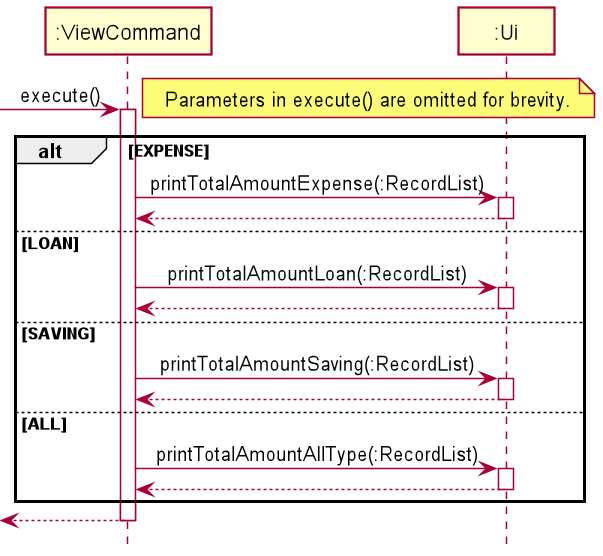 :ViewCommand
:Ui
execute()
Parameters in execute() are omitted for brevity.
alt
[EXPENSE]
printTotalAmountExpense(:RecordList)
[LOAN]
printTotalAmountLoan(:RecordList)
[SAVING]
printTotalAmountSaving(:RecordList)
[ALL]
printTotalAmountAllType(:RecordList)